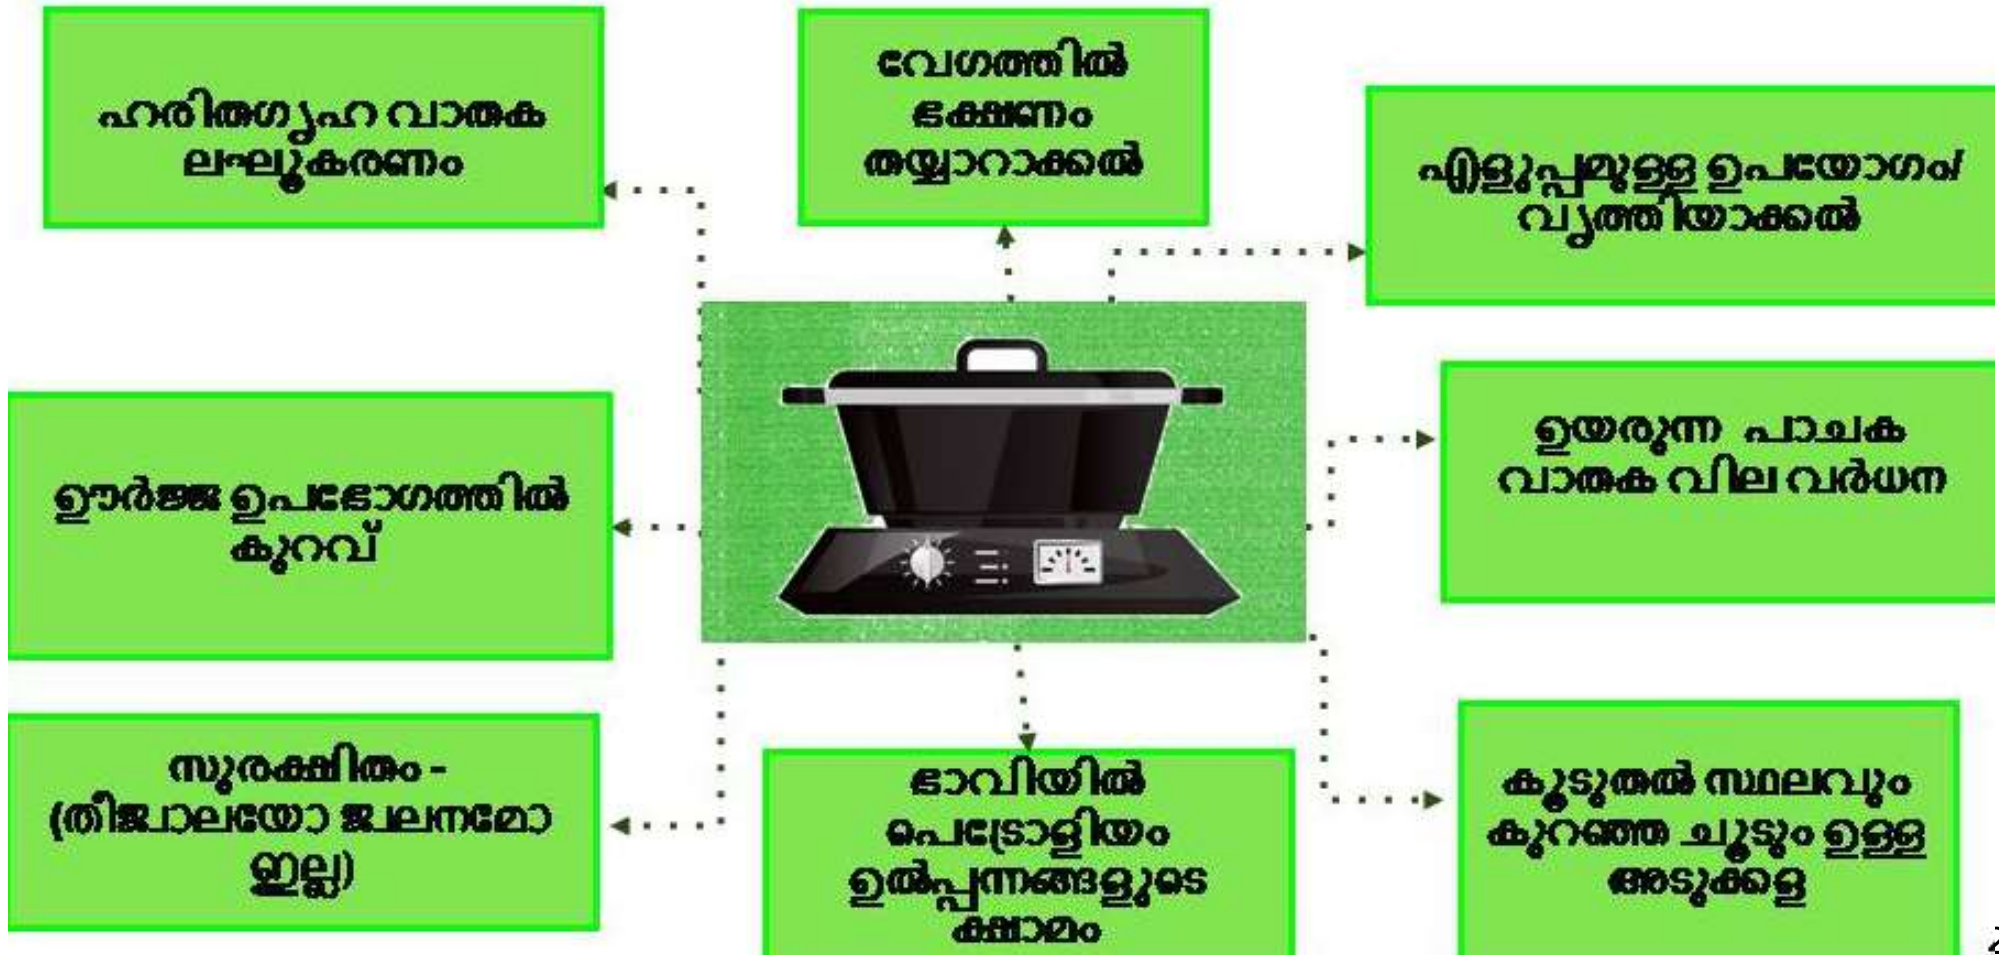 ഹരിതഗൃഹ വാതക
ലഘൂകരണം
വേഗത്തിൽ
ഭക്ഷണം
തയ്യാറാക്കൽ
എളുപ്പമുള്ള ഉപയോഗം/
വൃത്തിയാക്കൽ
ഊർജ്ജ ഉപഭോഗത്തിൽ
കുറവ്
ഉയരുന്ന പാചക
വാതക വില വർധന
സുരക്ഷിതം -
(തീജ്വാലയോ ജ്വലനമോ
ഇല്ല)
ഭാവിയിൽ
പെട്രോളിയം
ഉൽപ്പന്നങ്ങളുടെ
ക്ഷാമം
കൂടുതൽ സ്ഥലവും
കുറഞ്ഞ ചൂടും ഉള്ള
അടുക്കള